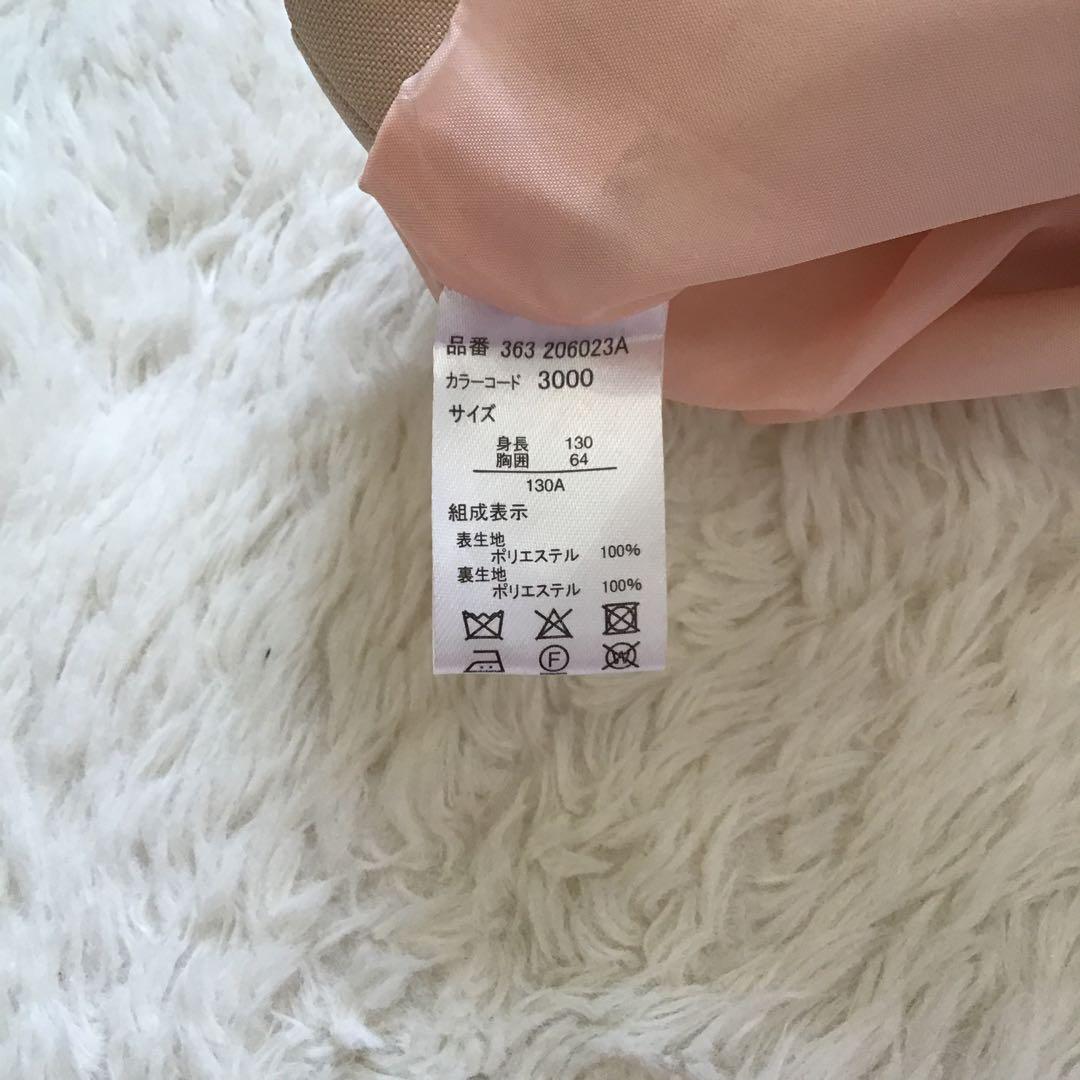 品番 363 206023A
カラーコード 3000
サイズ
身長 130
胸囲 64
130A
組成表示
表生地
ポリエステル 100%
裏生地
ポリエステル 100%
F
W